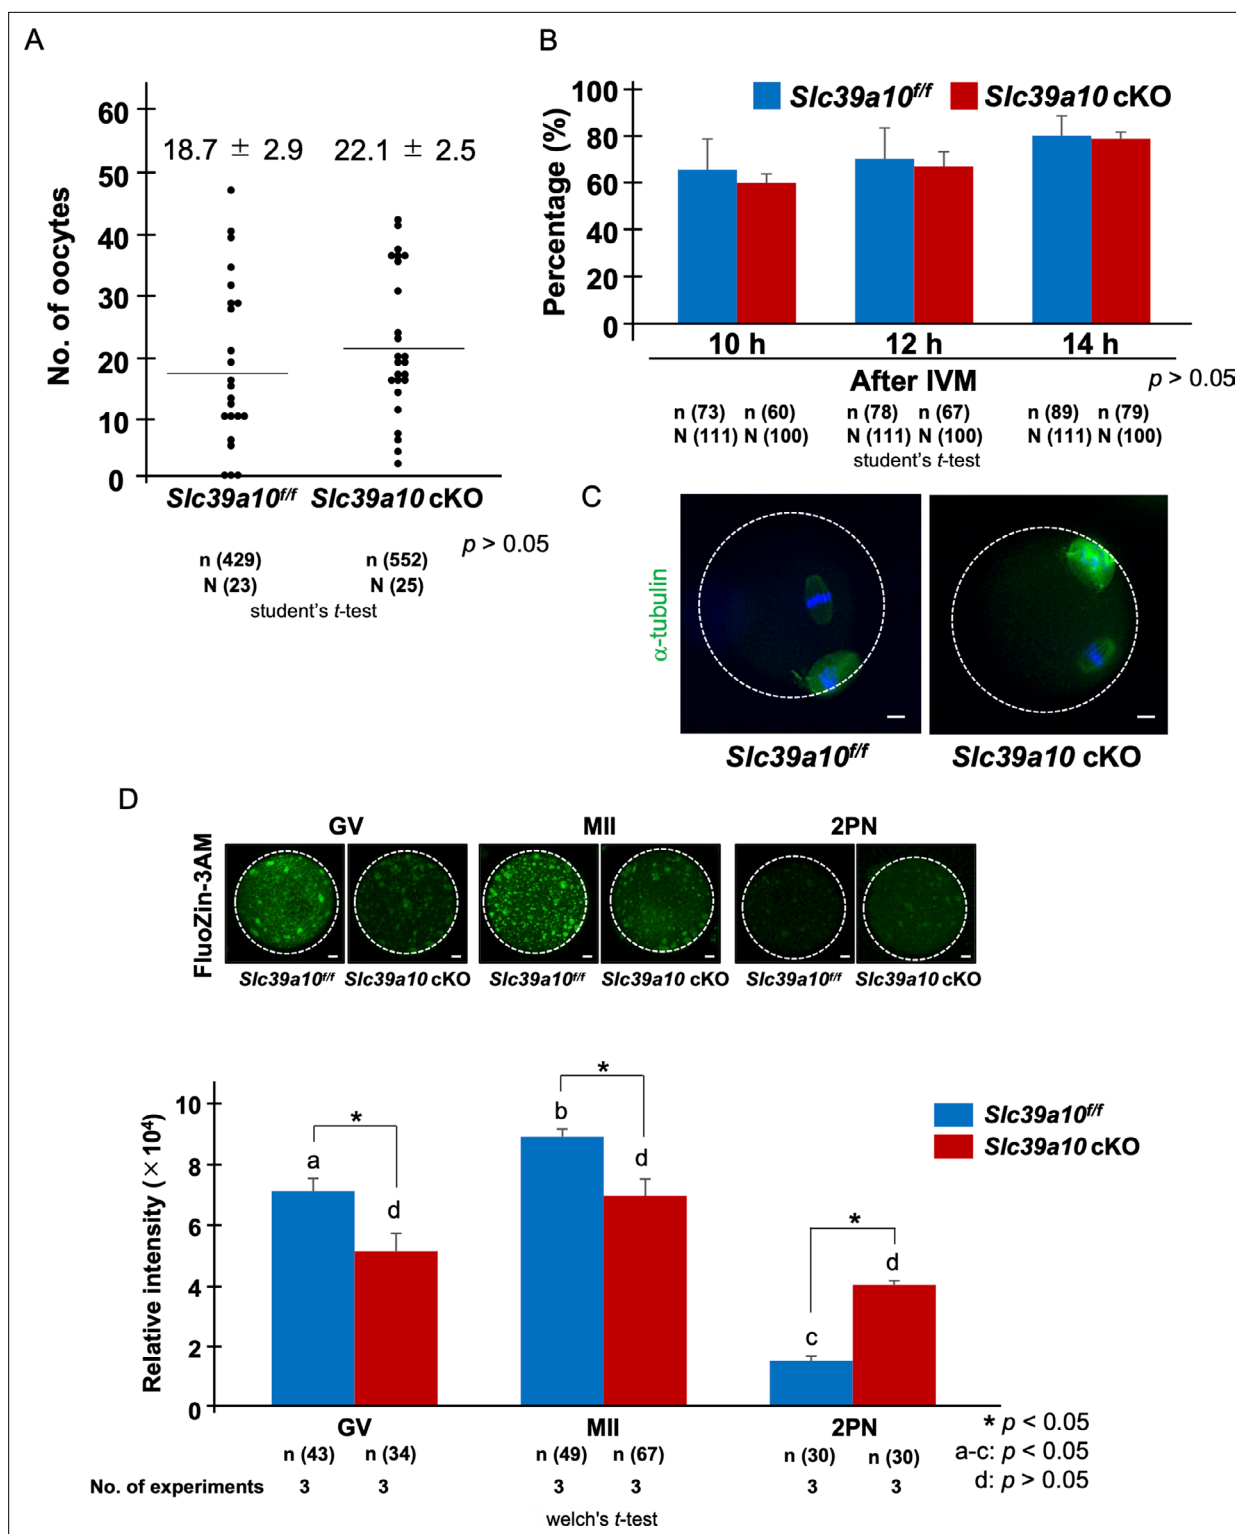 A
60
50
40
30
20
10
0
No. of oocytes
18.7 ± 2.9
22.1 ± 2.5
Slc39a10f/f
Slc39a10 cKO
p > 0.05
n (429)
n (552)
N (23)
N (25)
student's t-test
B
Slc39a10f/f
Slc39a10 cKO
100
80
60
40
20
0
Percentage (%)
10 h
12 h
14 h
After IVM
p > 0.05
n (73) n (60)
n (78) n (67)
n (89) n (79)
N (111) N (100)
N (111) N (100)
N (111) N (100)
student's t-test
C
α-tubulin
Slc39a10f/f
Slc39a10 cKO
D
GV
MII
2PN
FluoZin-3AM
Slc39a10f/f
Slc39a10 cKO
Slc39a10f/f
Slc39a10 cKO
Slc39a10f/f
Slc39a10 cKO
10
8
6
4
2
0
Relative intensity (×10⁴)
Slc39a10f/f
Slc39a10 cKO
*
a
d
*
b
d
*
c
d
GV
MII
2PN
n (43)
n (34)
n (49)
n (67)
n (30)
n (30)
No. of experiments 3 3 3 3 3 3
welch's t-test
* p < 0.05
a-c: p < 0.05
d: p > 0.05